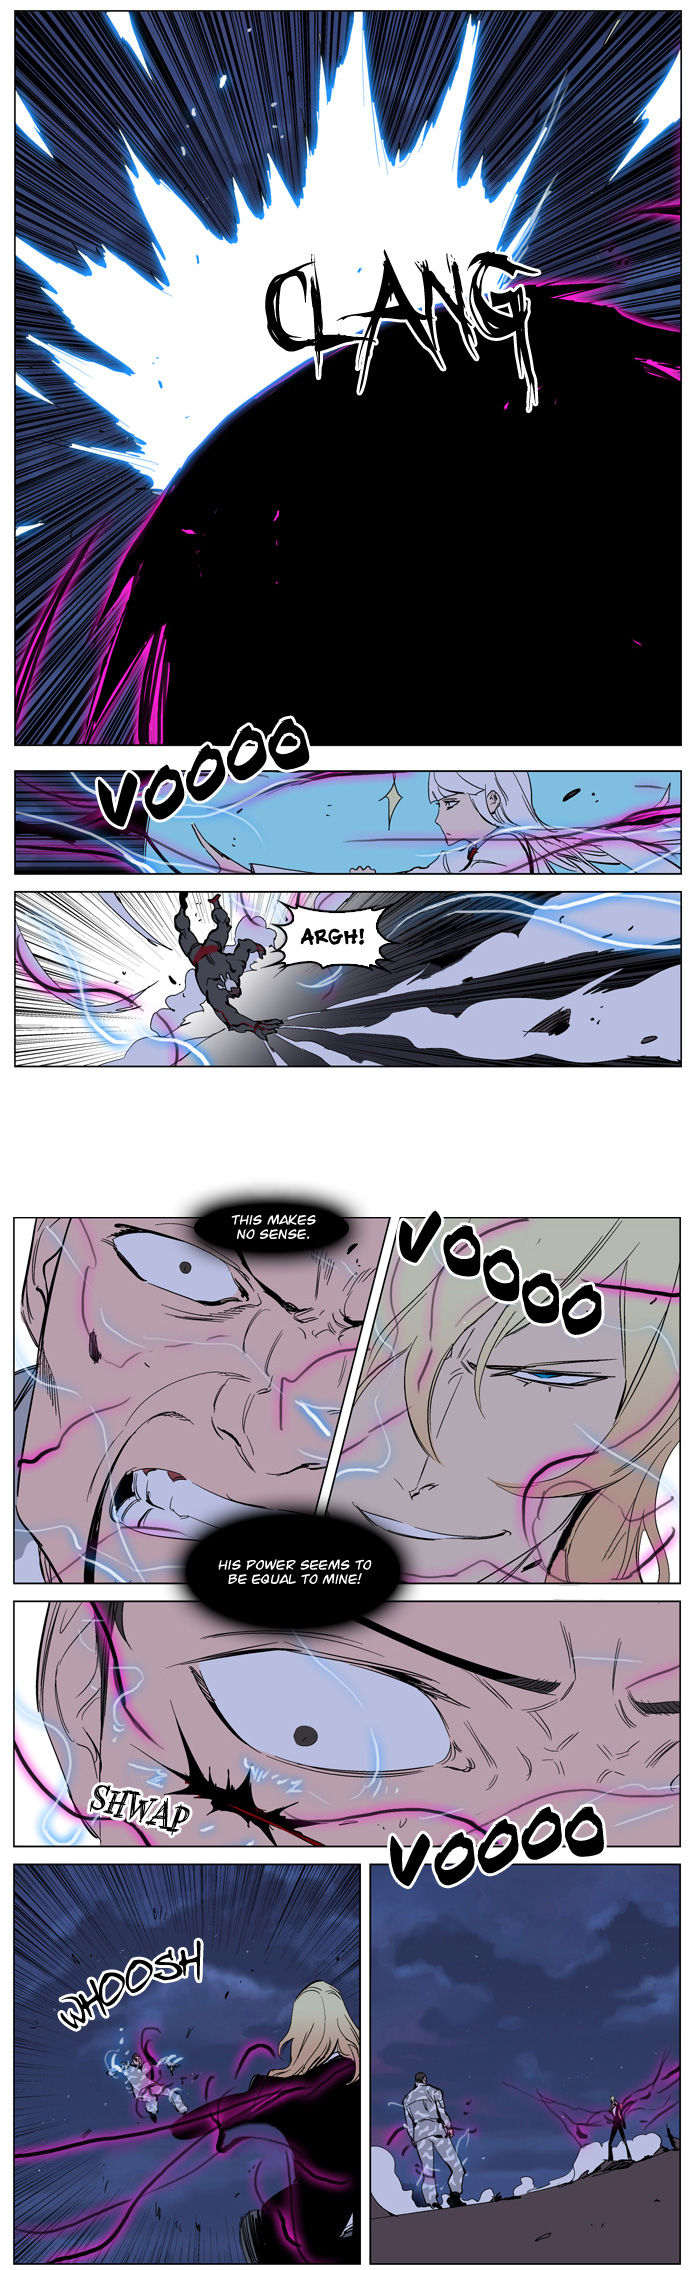 CLANG
VOOOO
ARGH!
THIS MAKES
NO SENSE.
VOOOO
HIS POWER SEEMS TO
BE EQUAL TO MINE!
SHWAP
VOOOO
WHOOSH